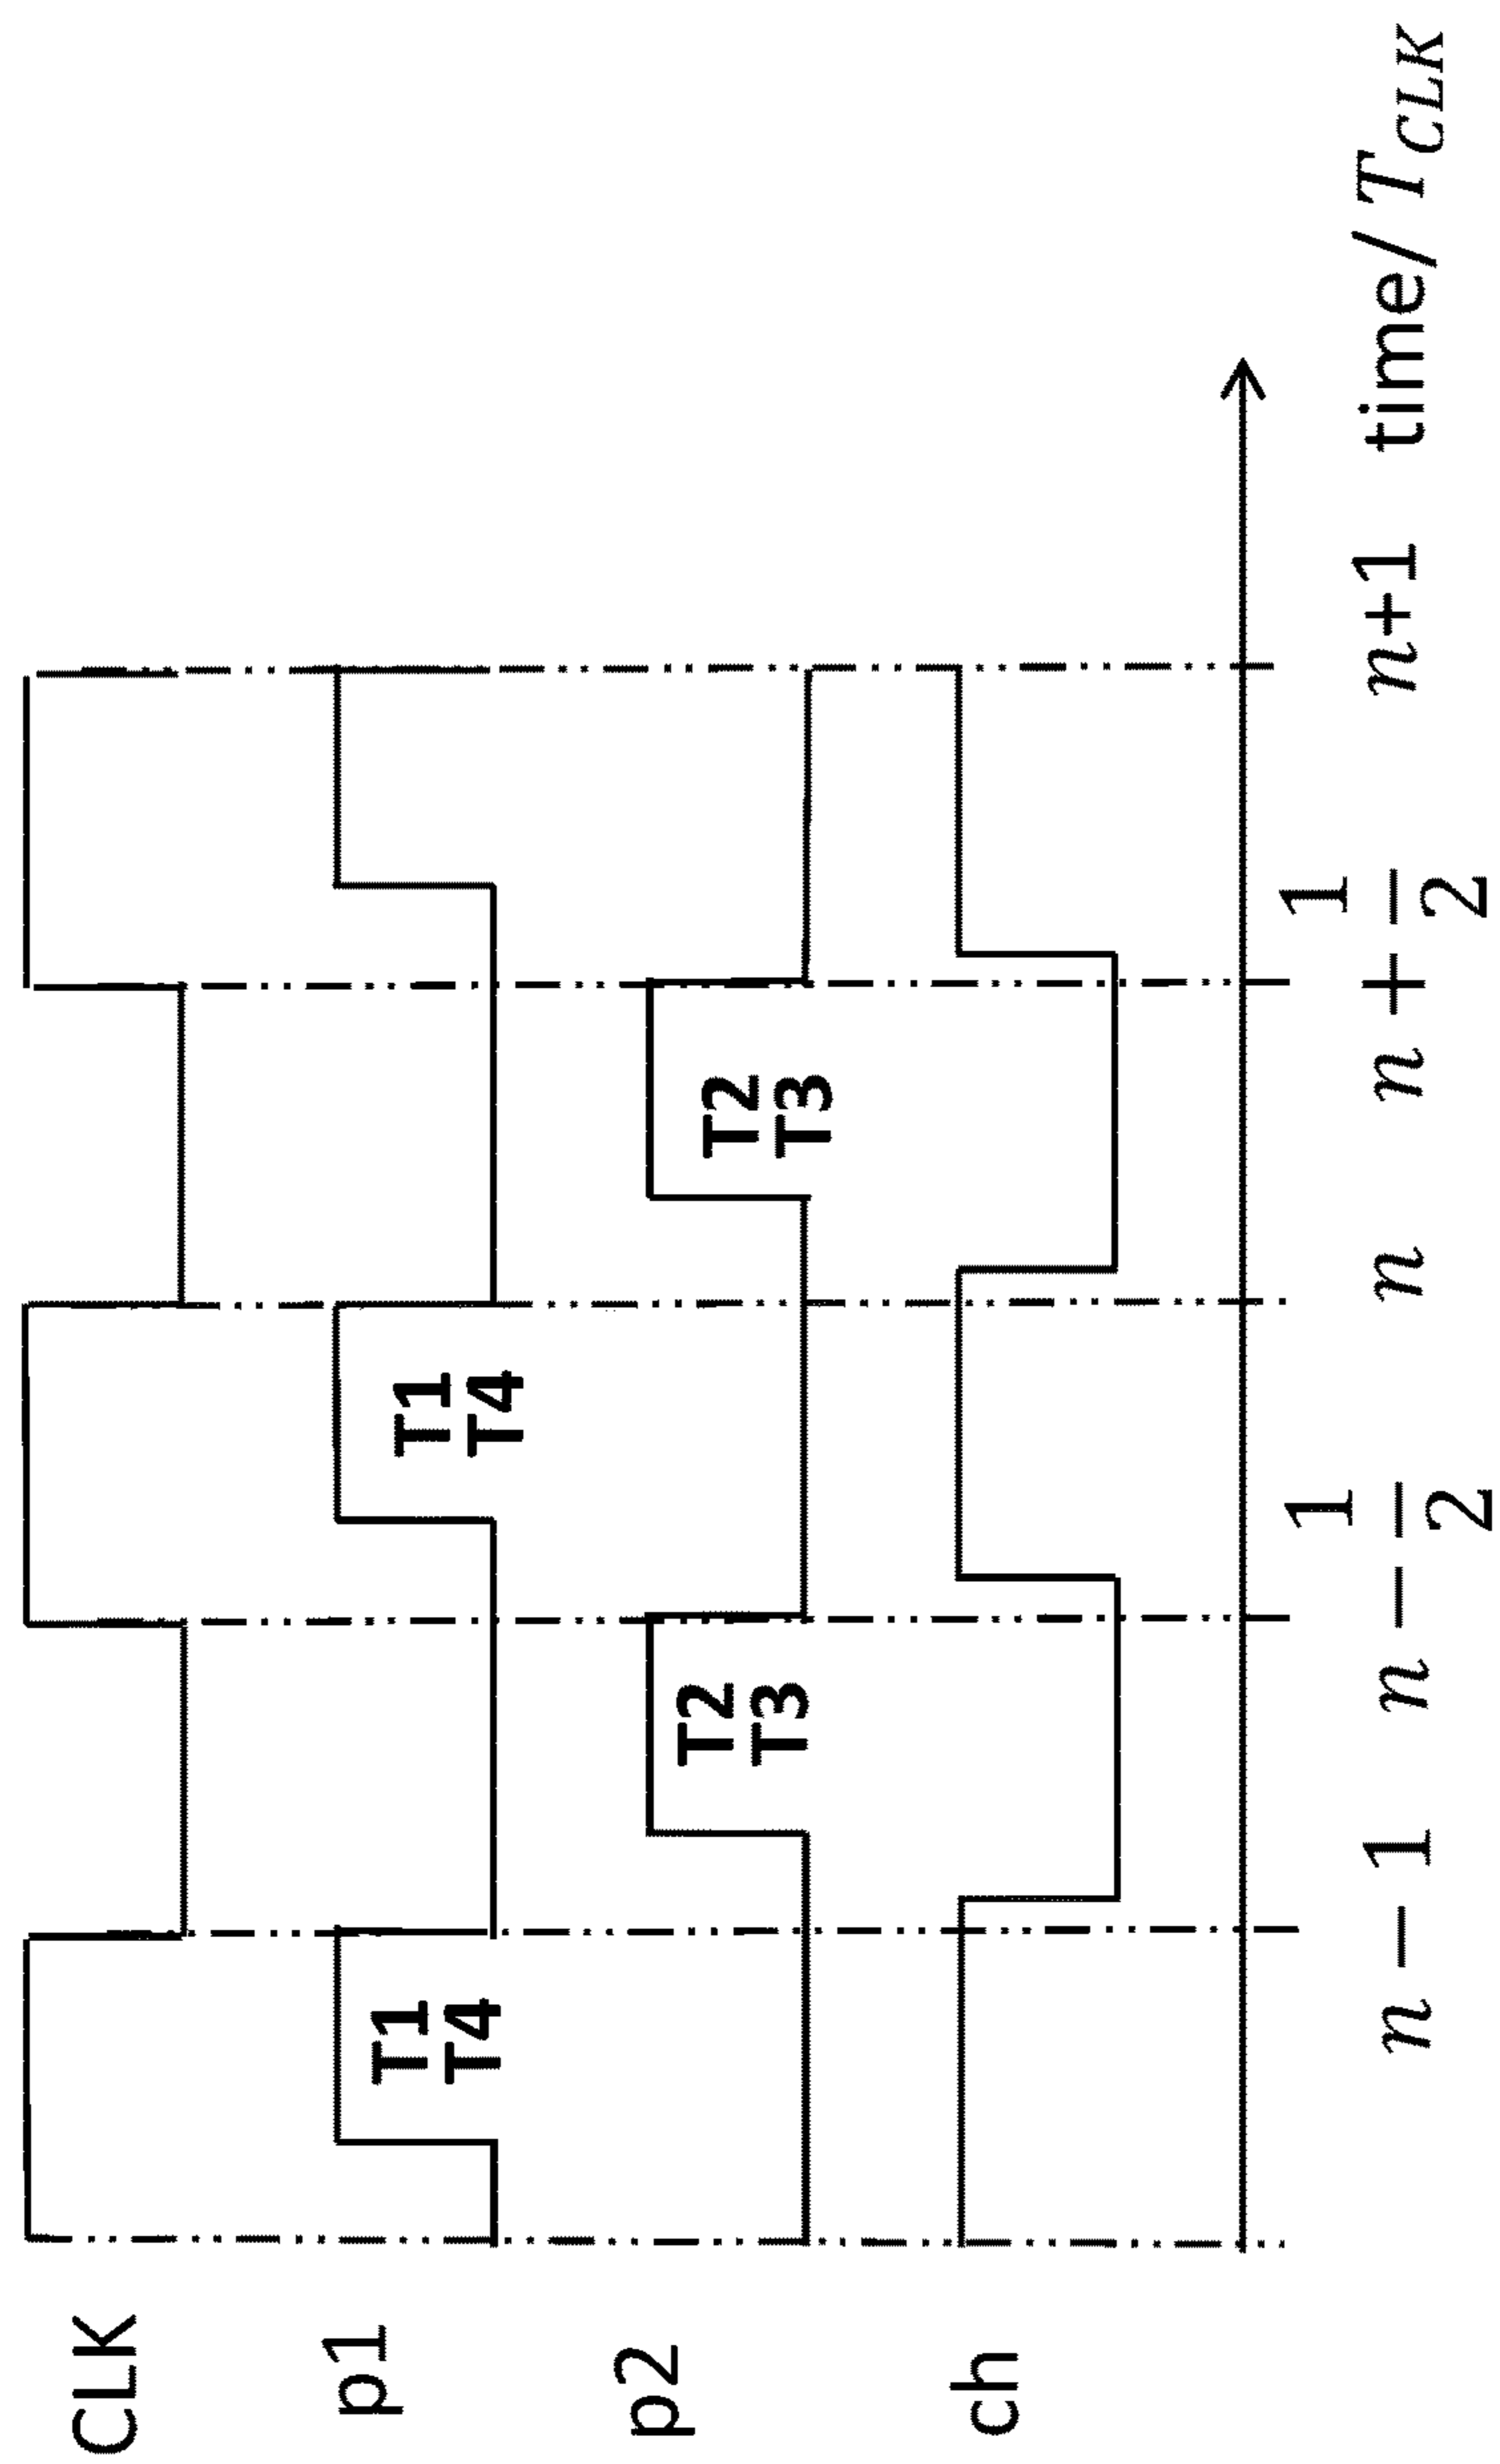 CLK
p1
T1
T4
T1
T4
p2
T2
T3
T2
T3
ch
n − 1
n − 1/2
n
n + 1/2
n+1
time/ T_CLK